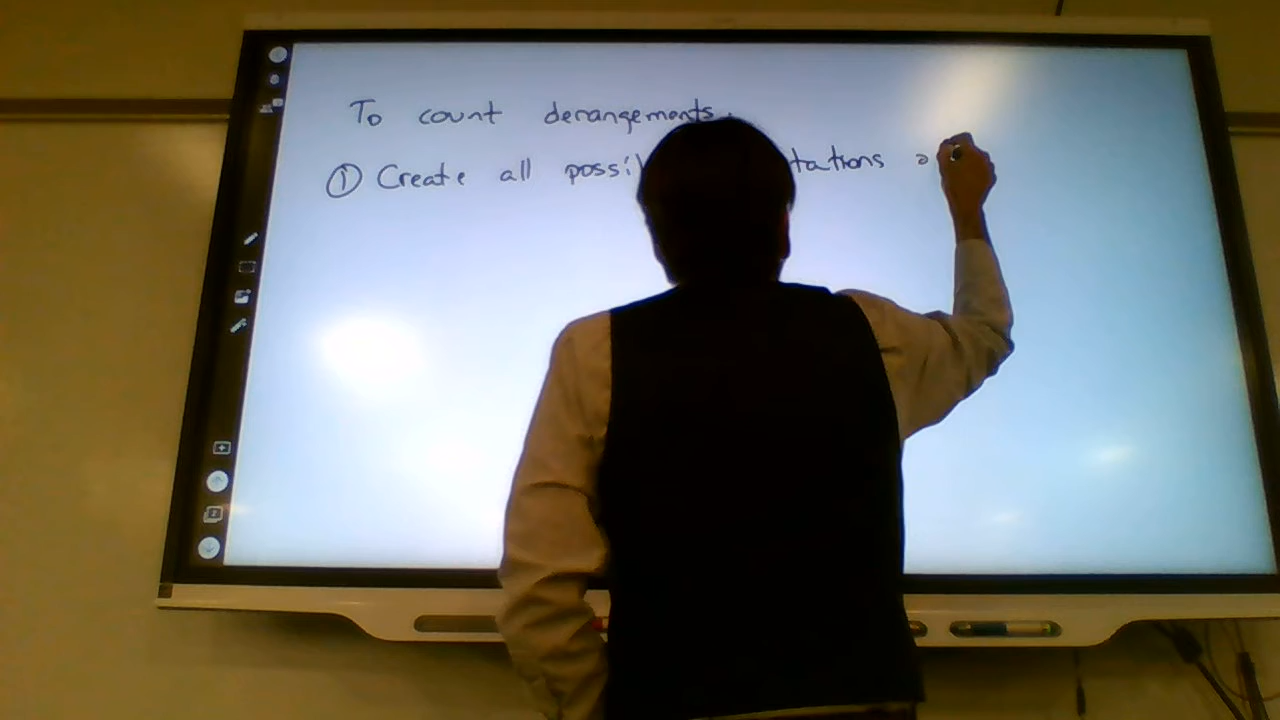 To count derangements.
① Create all possi tations o